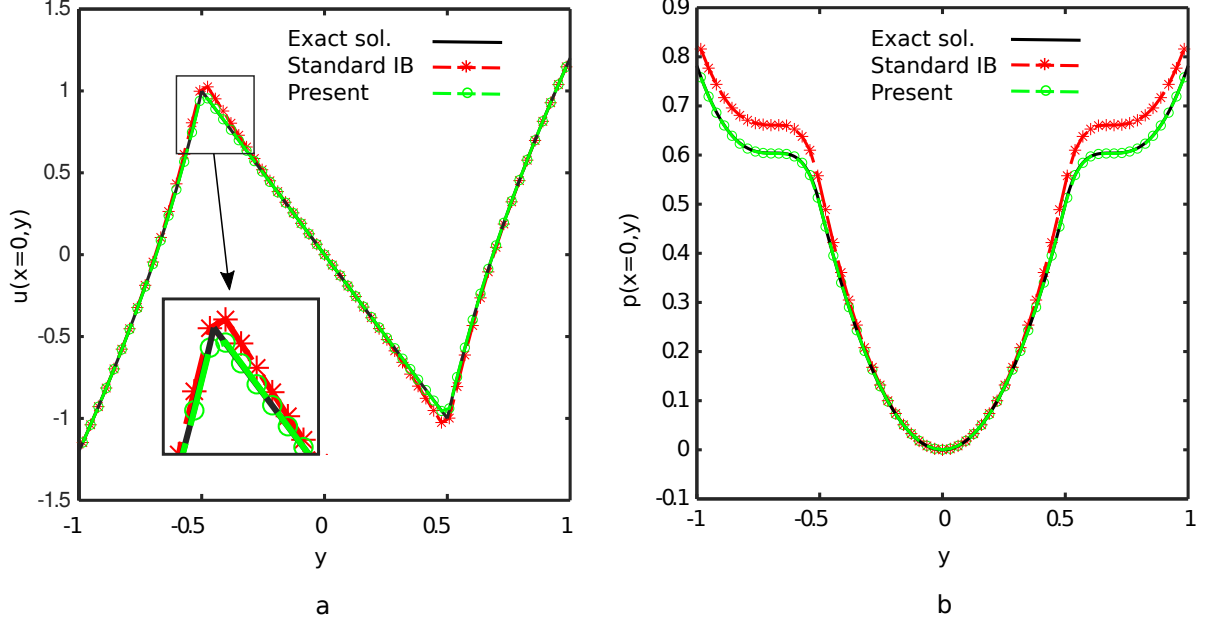 1.5
1
0.5
0
-0.5
-1
-1.5
u(x=0,y)
Exact sol.
Standard IB
Present
-1
-0.5
0
0.5
1
y
a
0.9
0.8
0.7
0.6
0.5
0.4
0.3
0.2
0.1
0
-0.1
p(x=0,y)
Exact sol.
Standard IB
Present
-1
-0.5
0
0.5
1
y
b